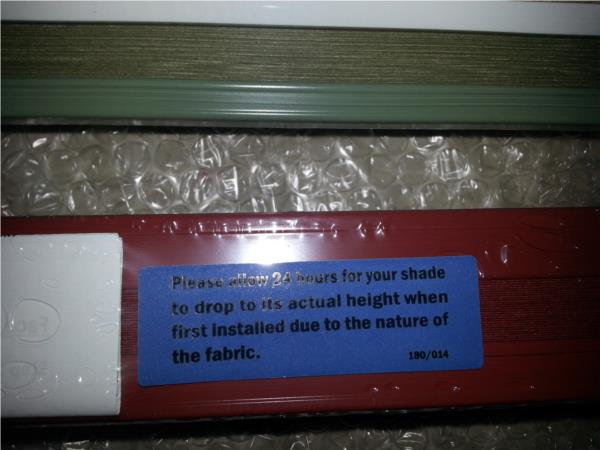 Please allow 24 hours for your shade
to drop to its actual height when
first installed due to the nature of
the fabric.
180/014